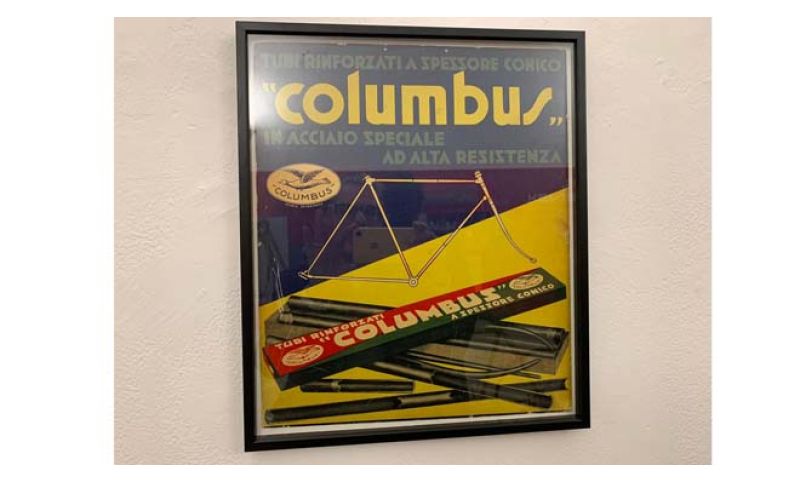 TUBI RINFORZATI A SPESSORE CONICO
"columbus„
IN ACCIAIO SPECIALE
AD ALTA RESISTENZA
COLUMBUS
TUBI RINFORZATI
"COLUMBUS"
A SPESSORE CONICO